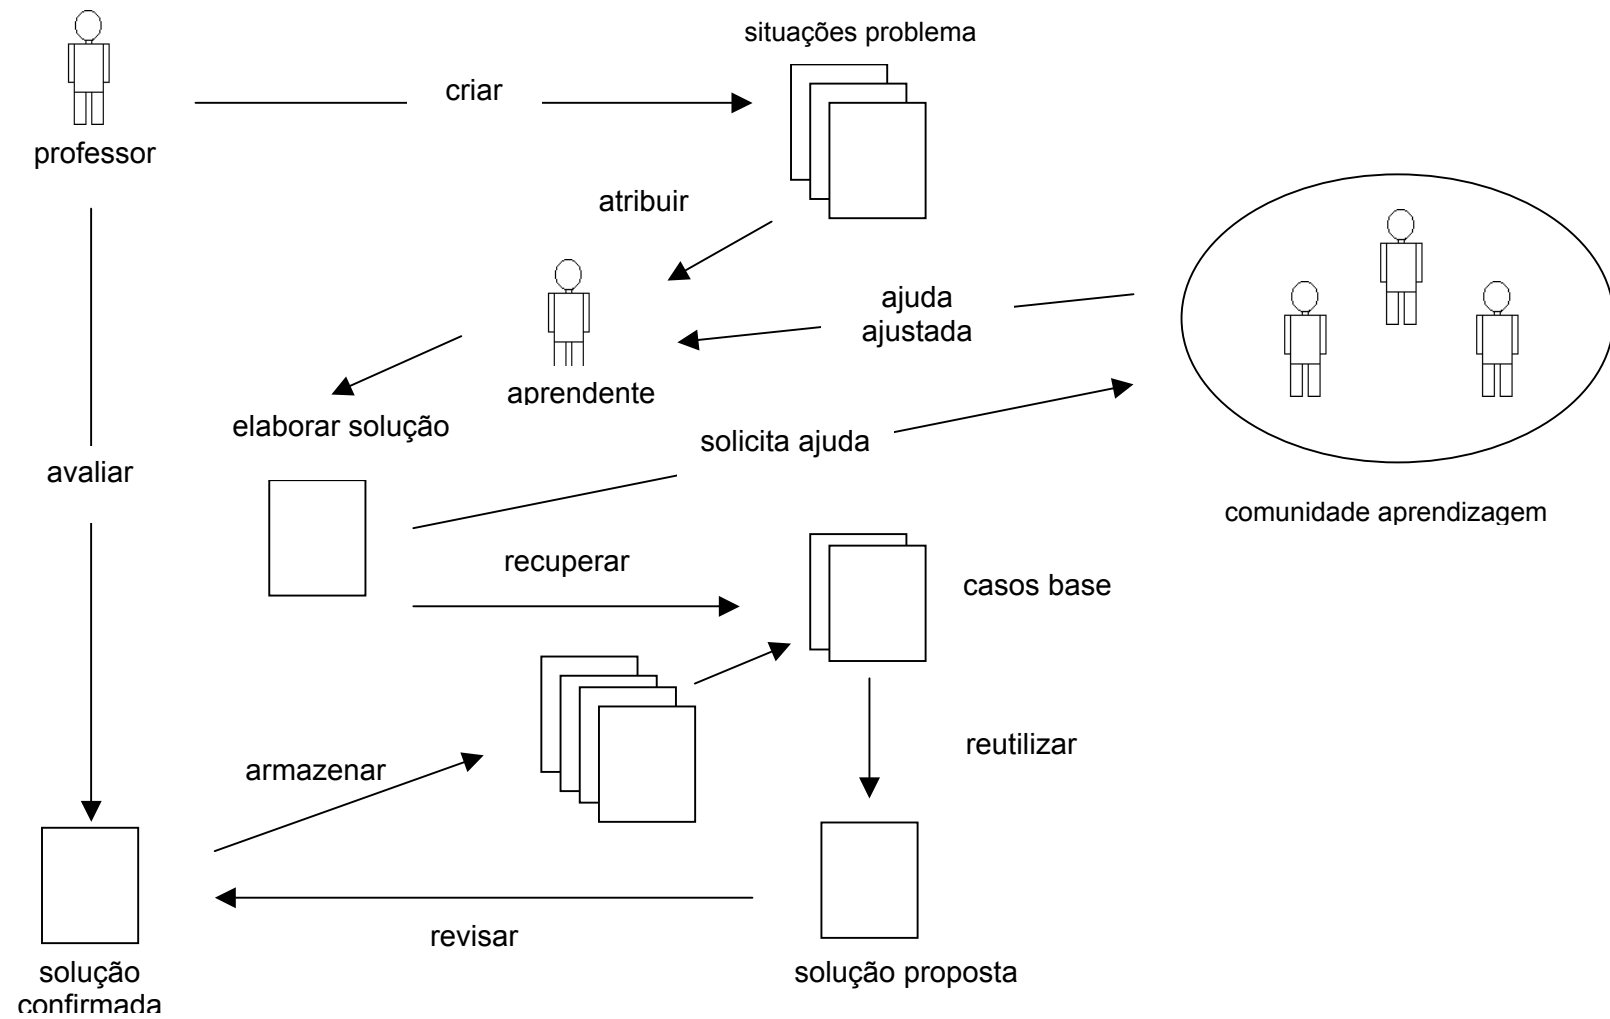 situações problema
criar
professor
atribuir
ajuda
ajustada
aprendente
elaborar solução
solicita ajuda
avaliar
comunidade aprendizagem
recuperar
casos base
reutilizar
armazenar
revisar
solução
confirmada
solução proposta